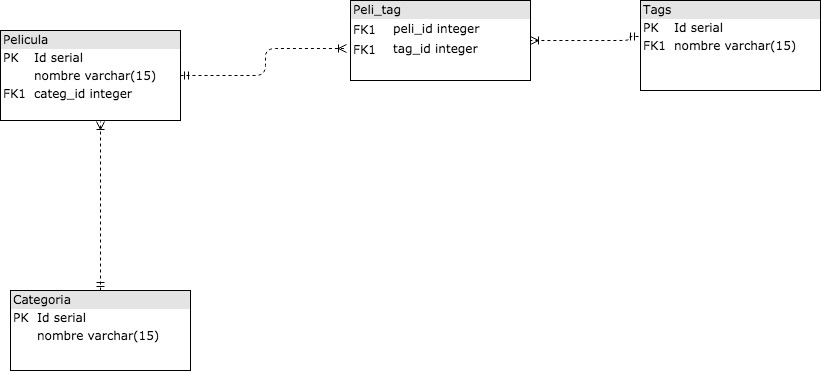 Pelicula
PK Id serial
nombre varchar(15)
FK1 categ_id integer
Peli_tag
FK1 peli_id integer
FK1 tag_id integer
Tags
PK Id serial
FK1 nombre varchar(15)
Categoria
PK Id serial
nombre varchar(15)